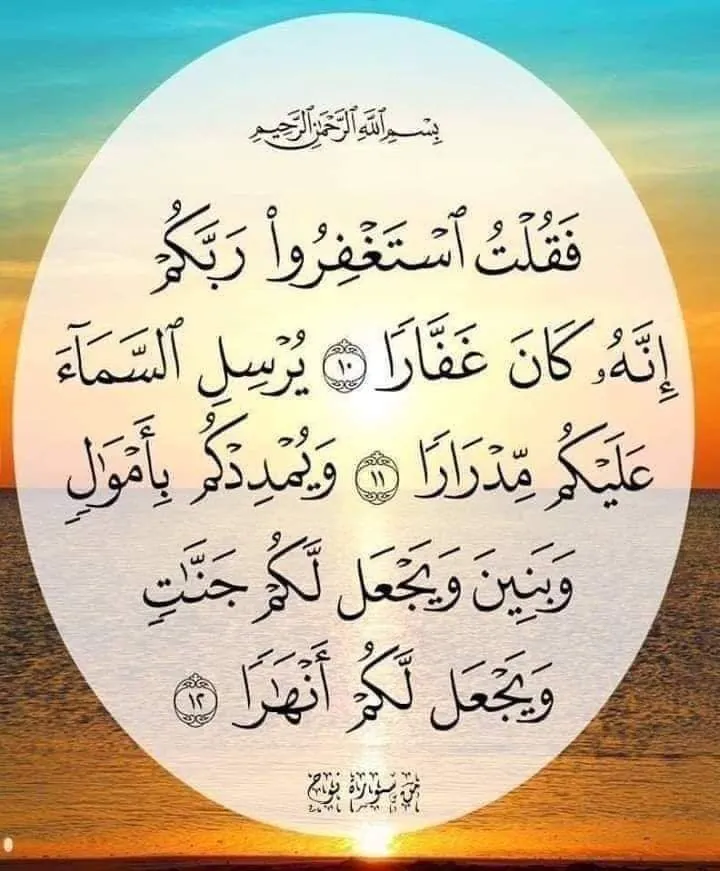 بِسْمِ ٱللَّهِ ٱلرَّحْمَٰنِ ٱلرَّحِيمِ
فَقُلْتُ ٱسْتَغْفِرُوا۟ رَبَّكُمْ
إِنَّهُۥ كَانَ غَفَّارًا ١٠ يُرْسِلِ ٱلسَّمَآءَ
عَلَيْكُم مِّدْرَارًا ١١ وَيُمْدِدْكُم بِأَمْوَٰلٍ
وَبَنِينَ وَيَجْعَل لَّكُمْ جَنَّٰتٍ
وَيَجْعَل لَّكُمْ أَنْهَٰرًا ١٢
من سورة نوح